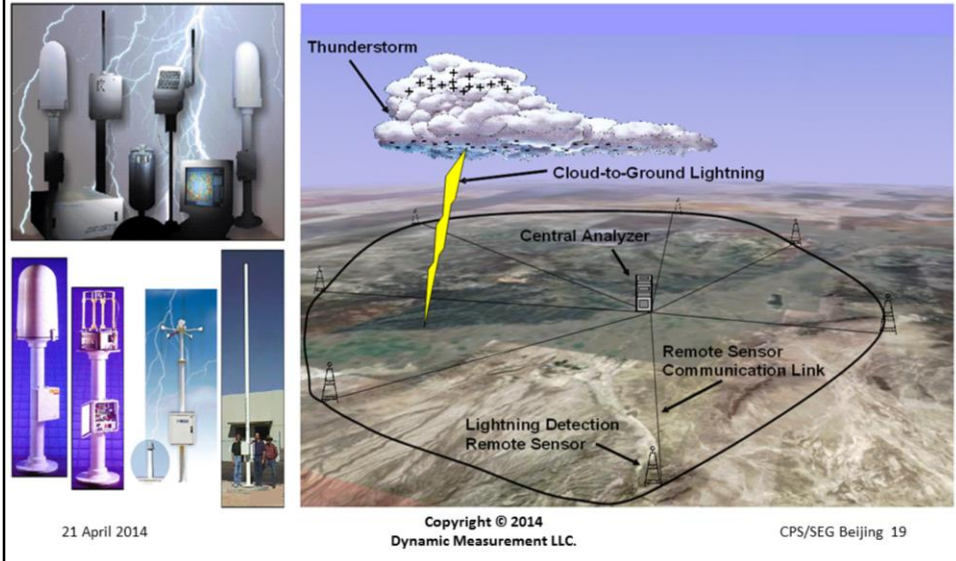 Thunderstorm
Cloud-to-Ground Lightning
Central Analyzer
Remote Sensor
Communication Link
Lightning Detection
Remote Sensor
21 April 2014
Copyright © 2014
Dynamic Measurement LLC.
CPS/SEG Beijing 19